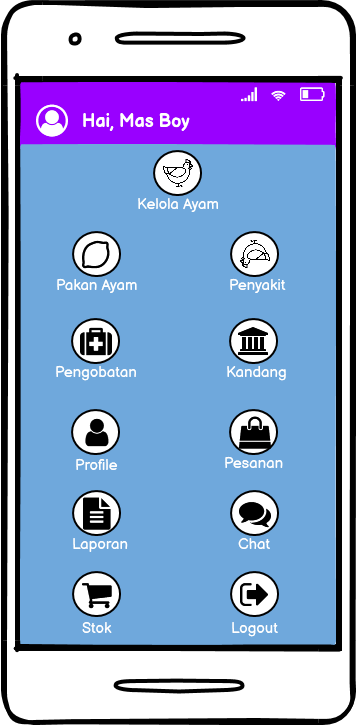 Hai, Mas Boy
Kelola Ayam
Pakan Ayam
Penyakit
Pengobatan
Kandang
Profile
Pesanan
Laporan
Chat
Stok
Logout